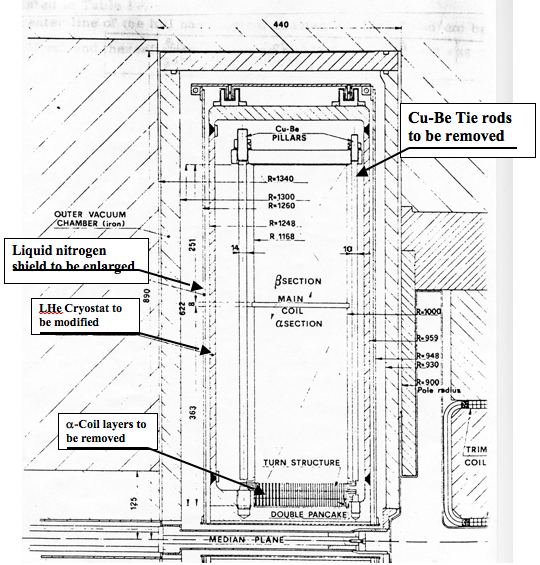 440
Cu-Be Tie rods
to be removed
Cu-Be
PILLARS
R=1340
R=1300
R=1260
OUTER VACUUM
CHAMBER (iron)
R=1248
R 1168
251
14
10
Liquid nitrogen
shield to be enlarged
βSECTION
890
622
8
MAIN
COIL
αSECTION
LHe Cryostat to
be modified
R=1000
R=959
R=948
R=930
R=900
Pole radius
363
α-Coil layers to
be removed
TRIM
COIL
TURN STRUCTURE
125
DOUBLE PANCAKE
MEDIAN PLANE